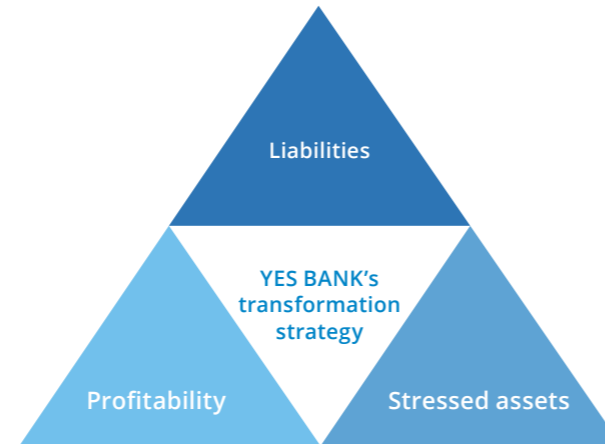 Liabilities
YES BANK’s
transformation
strategy
Profitability
Stressed assets